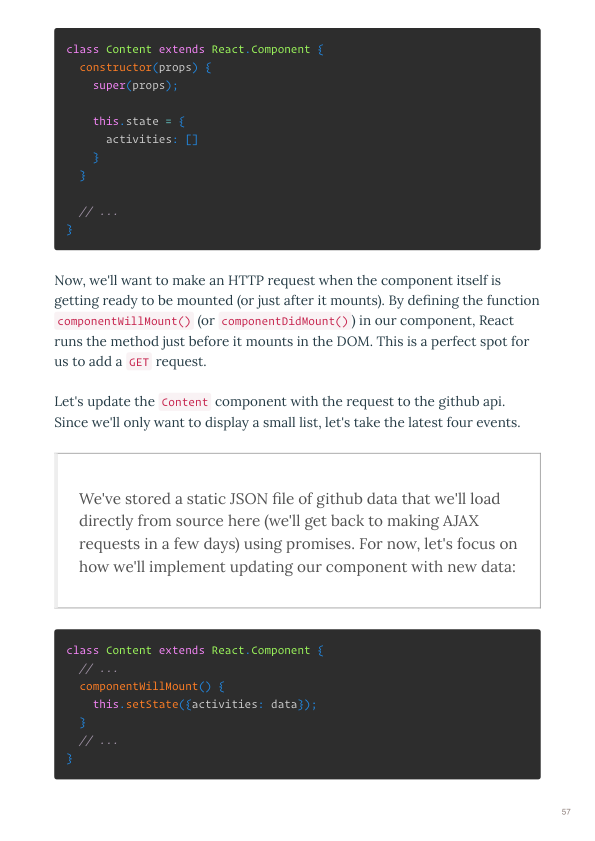 class Content extends React.Component {
constructor(props) {
super(props);
this.state = {
activities: []
}
}
// ...
}
Now, we'll want to make an HTTP request when the component itself is
getting ready to be mounted (or just after it mounts). By defining the function
componentWillMount() (or componentDidMount() ) in our component, React
runs the method just before it mounts in the DOM. This is a perfect spot for
us to add a GET request.
Let's update the Content component with the request to the github api.
Since we'll only want to display a small list, let's take the latest four events.
We've stored a static JSON file of github data that we'll load
directly from source here (we'll get back to making AJAX
requests in a few days) using promises. For now, let's focus on
how we'll implement updating our component with new data:
class Content extends React.Component {
// ...
componentWillMount() {
this.setState({activities: data});
}
// ...
}
57